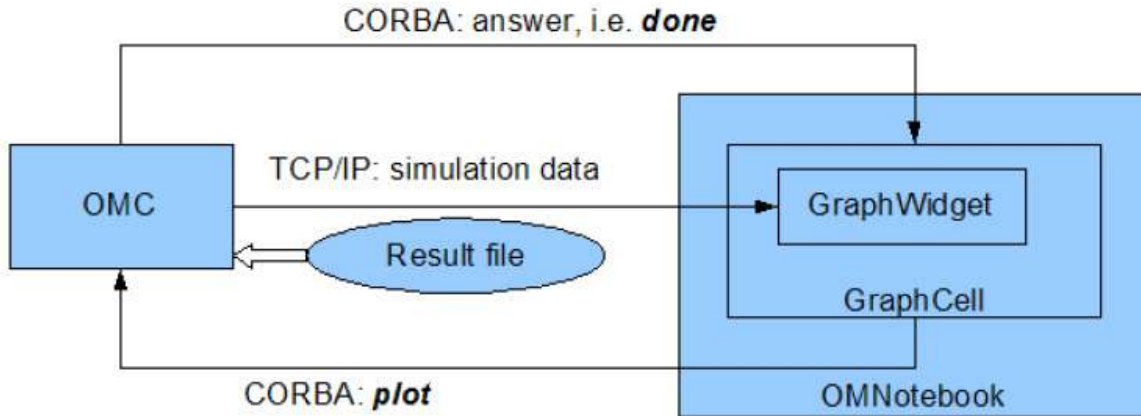 CORBA: answer, i.e. done
OMC
TCP/IP: simulation data
GraphWidget
Result file
GraphCell
CORBA: plot
OMNotebook